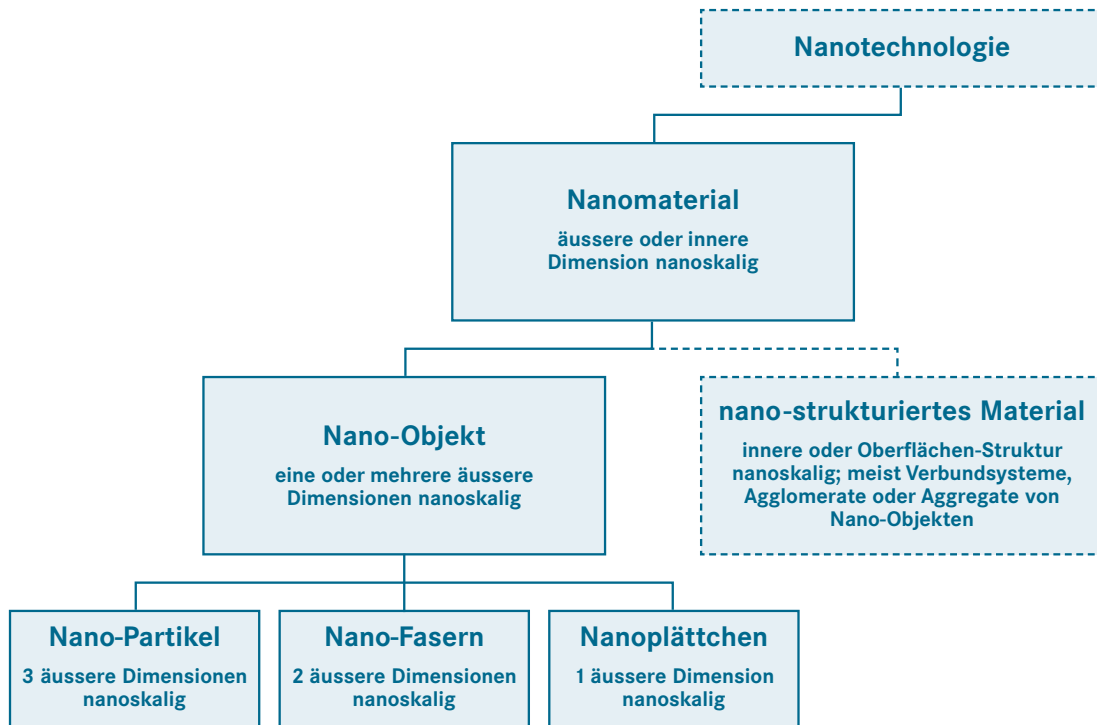 Nanotechnologie
Nanomaterial
äussere oder innere
Dimension nanoskalig
Nano-Objekt
eine oder mehrere äussere
Dimensionen nanoskalig
nano-strukturiertes Material
innere oder Oberflächen-Struktur
nanoskalig; meist Verbundsysteme,
Agglomerate oder Aggregate von
Nano-Objekten
Nano-Partikel
3 äussere Dimensionen
nanoskalig
Nano-Fasern
2 äussere Dimensionen
nanoskalig
Nanoplättchen
1 äussere Dimension
nanoskalig